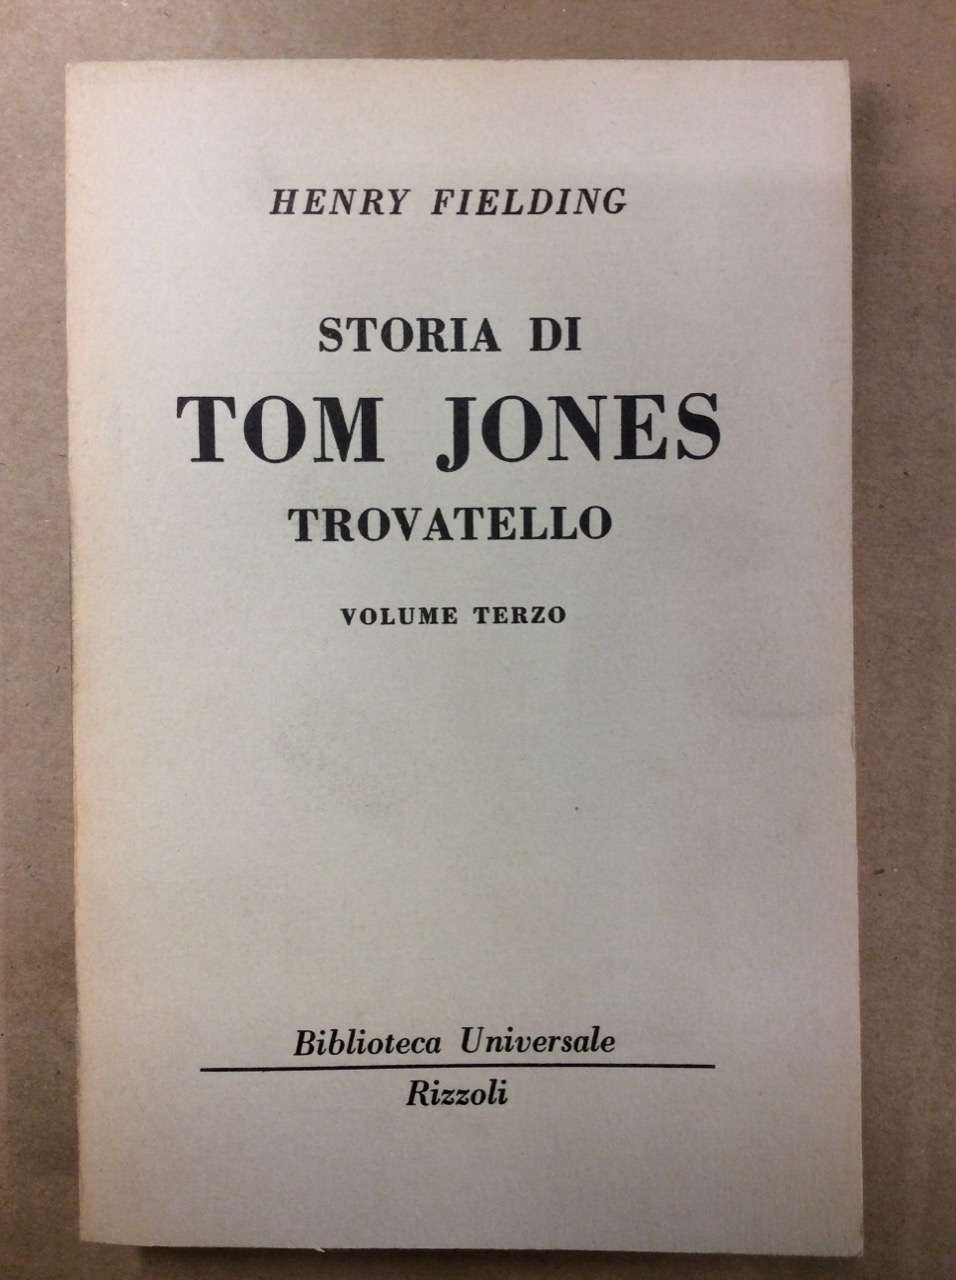 HENRY FIELDING
STORIA DI
TOM JONES
TROVATELLO
VOLUME TERZO
Biblioteca Universale
Rizzoli